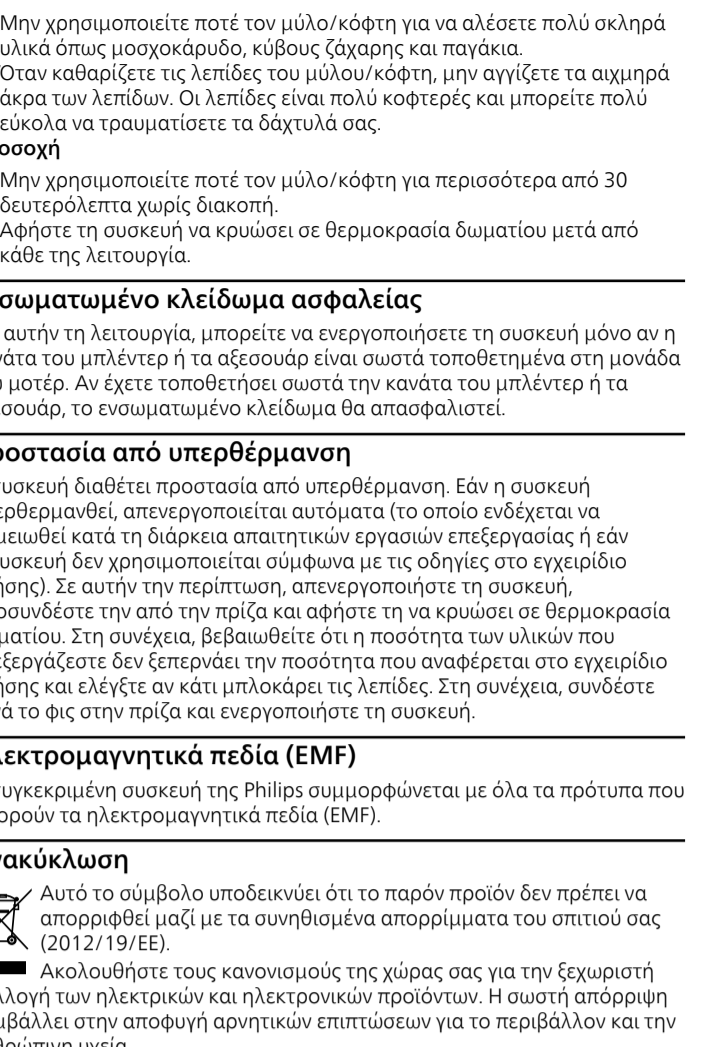 Μην χρησιμοποιείτε ποτέ τον μύλο/κόφτη για να αλέσετε πολύ σκληρά
υλικά όπως μοσχοκάρυδο, κύβους ζάχαρης και παγάκια.
Όταν καθαρίζετε τις λεπίδες του μύλου/κόφτη, μην αγγίζετε τα αιχμηρά
άκρα των λεπίδων. Οι λεπίδες είναι πολύ κοφτερές και μπορείτε πολύ
εύκολα να τραυματίσετε τα δάχτυλά σας.
οσοχή
Μην χρησιμοποιείτε ποτέ τον μύλο/κόφτη για περισσότερα από 30
δευτερόλεπτα χωρίς διακοπή.
Αφήστε τη συσκευή να κρυώσει σε θερμοκρασία δωματίου μετά από
κάθε της λειτουργία.
σωματωμένο κλείδωμα ασφαλείας
αυτήν τη λειτουργία, μπορείτε να ενεργοποιήσετε τη συσκευή μόνο αν η
νάτα του μπλέντερ ή τα αξεσουάρ είναι σωστά τοποθετημένα στη μονάδα
υ μοτέρ. Αν έχετε τοποθετήσει σωστά την κανάτα του μπλέντερ ή τα
εσουάρ, το ενσωματωμένο κλείδωμα θα απασφαλιστεί.
ροστασία από υπερθέρμανση
υσκευή διαθέτει προστασία από υπερθέρμανση. Εάν η συσκευή
ερθερμανθεί, απενεργοποιείται αυτόματα (το οποίο ενδέχεται να
μειωθεί κατά τη διάρκεια απαιτητικών εργασιών επεξεργασίας ή εάν
υσκευή δεν χρησιμοποιείται σύμφωνα με τις οδηγίες στο εγχειρίδιο
ήσης). Σε αυτήν την περίπτωση, απενεργοποιήστε τη συσκευή,
οσυνδέστε την από την πρίζα και αφήστε τη να κρυώσει σε θερμοκρασία
ματίου. Στη συνέχεια, βεβαιωθείτε ότι η ποσότητα των υλικών που
εξεργάζεστε δεν ξεπερνάει την ποσότητα που αναφέρεται στο εγχειρίδιο
ήσης και ελέγξτε αν κάτι μπλοκάρει τις λεπίδες. Στη συνέχεια, συνδέστε
νά το φις στην πρίζα και ενεργοποιήστε τη συσκευή.
λεκτρομαγνητικά πεδία (EMF)
υγκεκριμένη συσκευή της Philips συμμορφώνεται με όλα τα πρότυπα που
ορούν τα ηλεκτρομαγνητικά πεδία (EMF).
νακύκλωση
Αυτό το σύμβολο υποδεικνύει ότι το παρόν προϊόν δεν πρέπει να
απορριφθεί μαζί με τα συνηθισμένα απορρίμματα του σπιτιού σας
(2012/19/ΕΕ).
Ακολουθήστε τους κανονισμούς της χώρας σας για την ξεχωριστή
λλογή των ηλεκτρικών και ηλεκτρονικών προϊόντων. Η σωστή απόρριψη
μβάλλει στην αποφυγή αρνητικών επιπτώσεων για το περιβάλλον και την
θρώπινη υγεία.